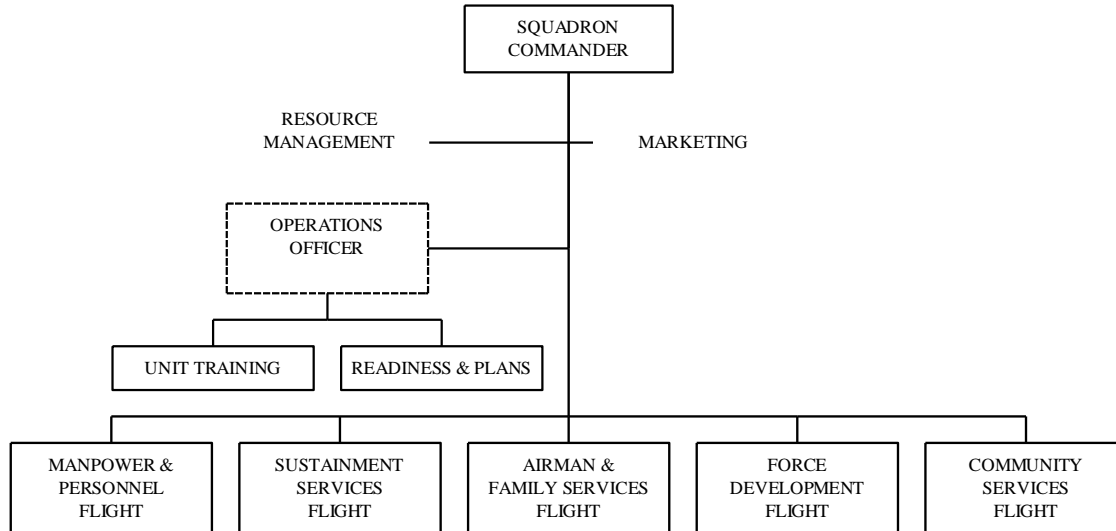 SQUADRON
COMMANDER
RESOURCE
MANAGEMENT
MARKETING
OPERATIONS
OFFICER
UNIT TRAINING
READINESS & PLANS
MANPOWER &
PERSONNEL
FLIGHT
SUSTAINMENT
SERVICES
FLIGHT
AIRMAN &
FAMILY SERVICES
FLIGHT
FORCE
DEVELOPMENT
FLIGHT
COMMUNITY
SERVICES
FLIGHT